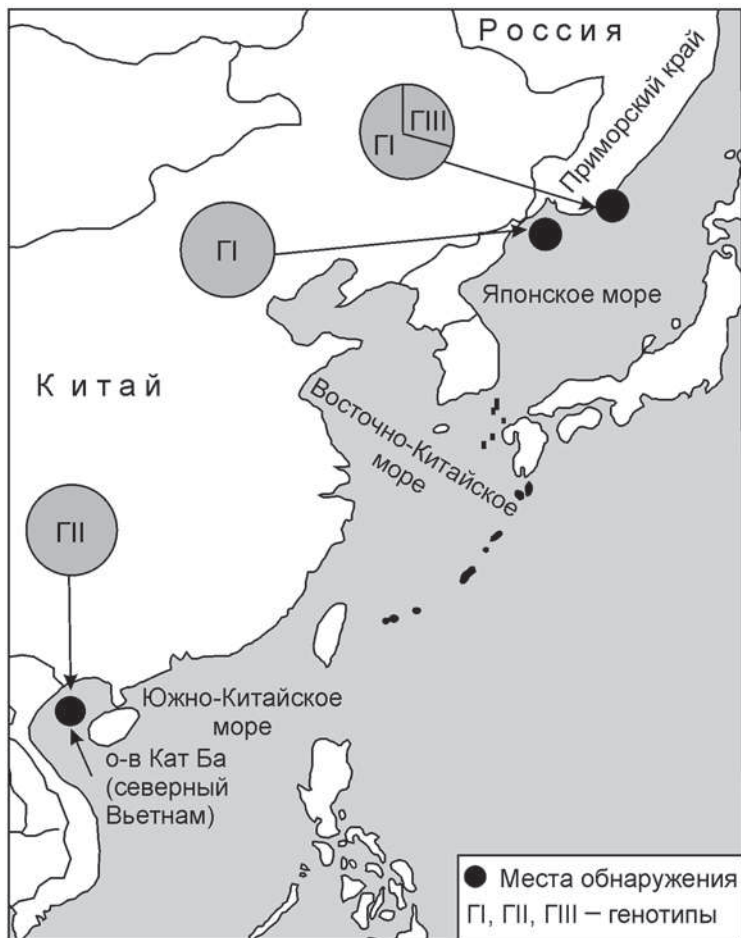 Россия
Приморский край
ГIII
ГI
ГI
Японское море
Китай
Восточно-Китайское
море
ГII
Южно-Китайское
море
о-в Кат Ба
(северный
Вьетнам)
Места обнаружения
ГI, ГII, ГIII – генотипы